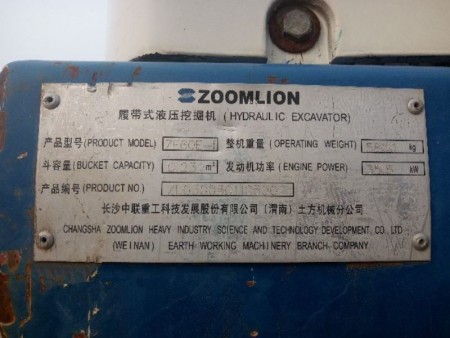 ZOOMLION
履带式液压挖掘机 (HYDRAULIC EXCAVATOR)
产品型号(PRODUCT MODEL) ZE60E-1 整机重量 (OPERATING WEIGHT) kg
斗容量(BUCKET CAPACITY) m³ 发动机功率 (ENGINE POWER) kW
产品编号(PRODUCT NO.)
长沙中联重工科技发展股份有限公司 (渭南) 土方机械分公司
CHANGSHA ZOOMLION HEAVY INDUSTRY SCIENCE AND TECHNOLOGY DEVELOPMENT CO., LTD
(WEI NAN) EARTH WORKING MACHINERY BRANCH COMPANY